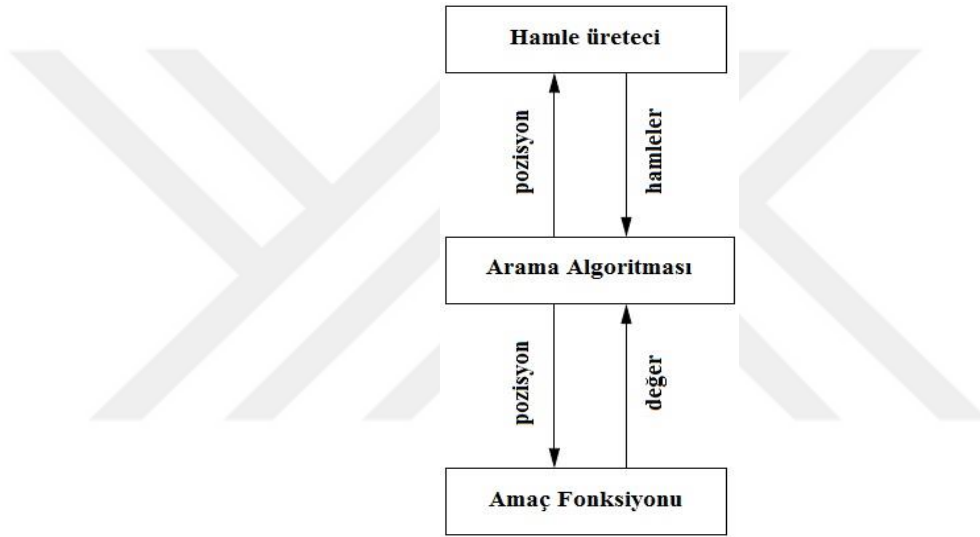 Hamle üreteci
pozisyon
hamleler
Arama Algoritması
pozisyon
değer
Amaç Fonksiyonu